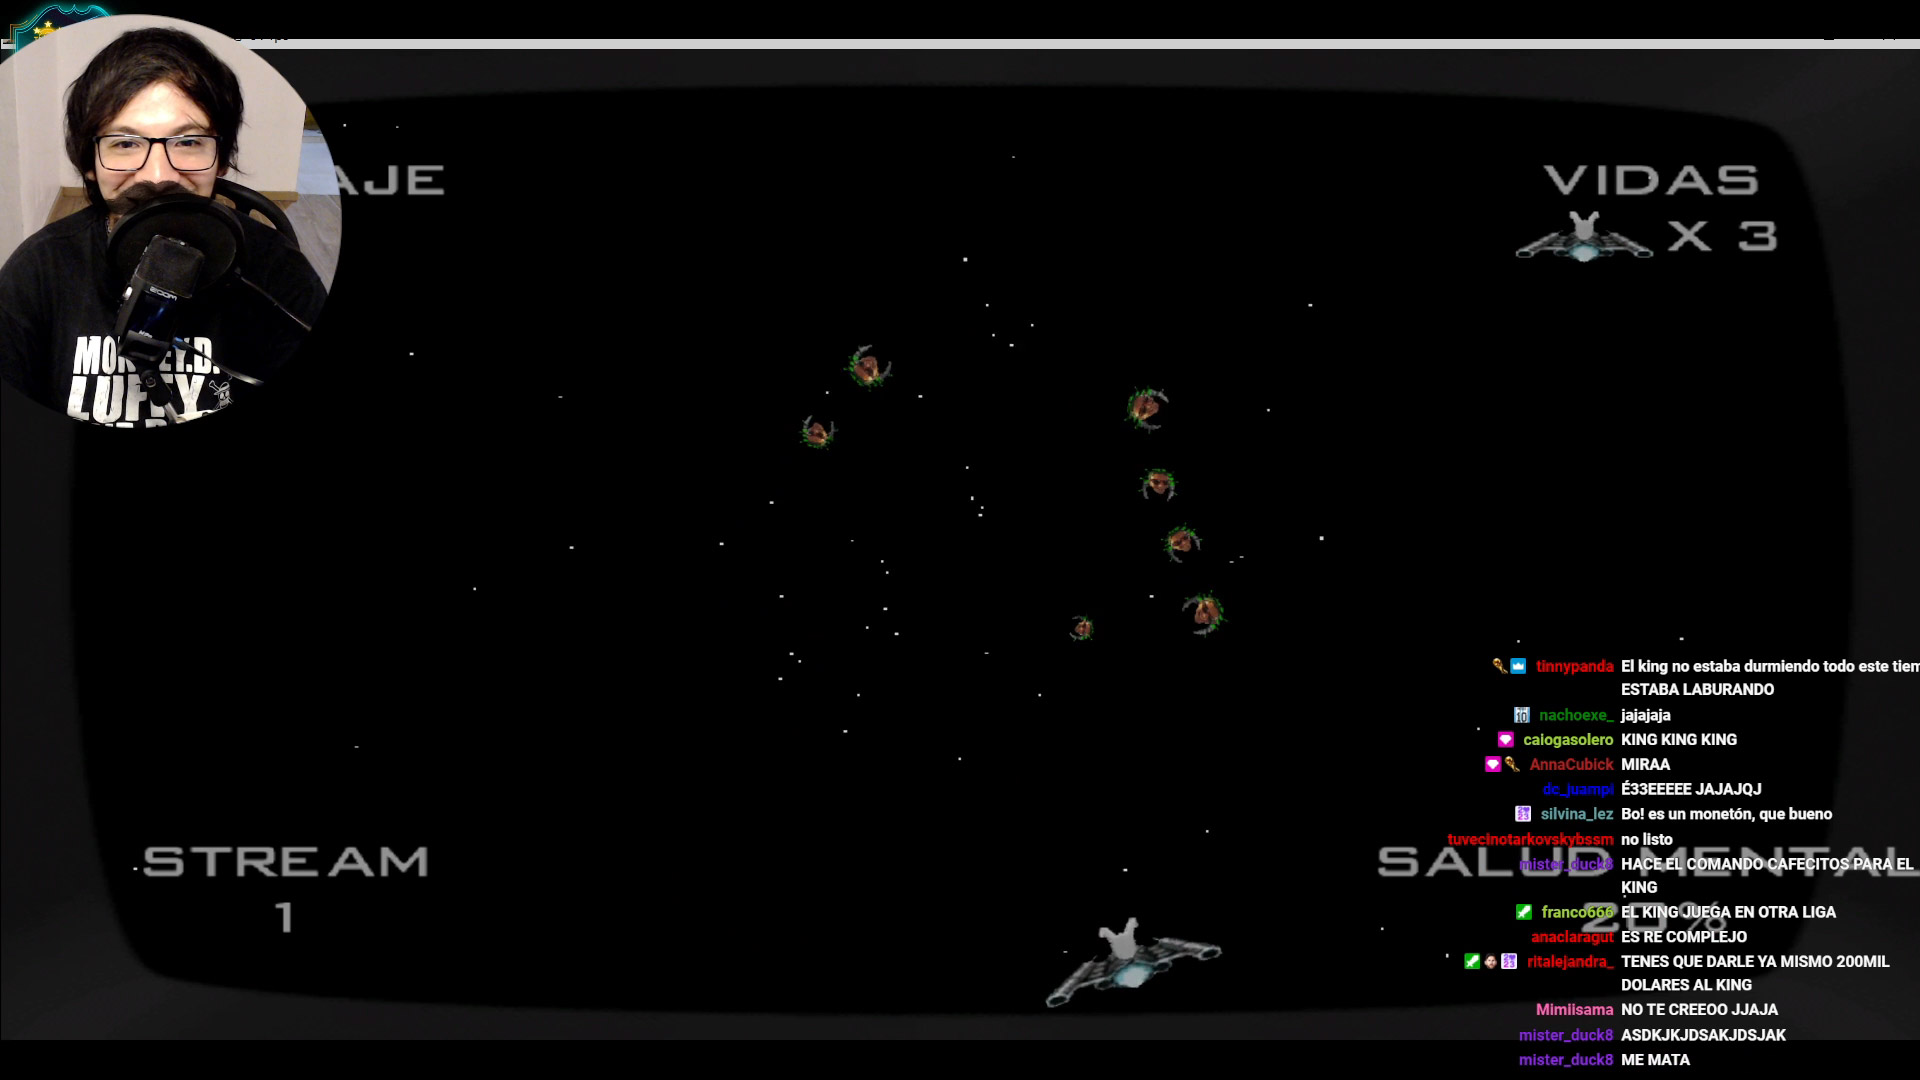 AJE
VIDAS
X 3
ZOOM
LUFFY
STREAM
1
SALUD MENTAL
20%
tinnypanda El king no estaba durmiendo todo este tiem
ESTABA LABURANDO
nachoexe_ jajajaja
caiogasolero KING KING KING
AnnaCubick MIRAA
dc_juampi É33EEEEE JAJAJQJ
silvina_lez Bo! es un monetón, que bueno
tuvecinotarkovskybssm no listo
mister_duck8 HACE EL COMANDO CAFECITOS PARA EL
KING
franco666 EL KING JUEGA EN OTRA LIGA
anaclaragut ES RE COMPLEJO
ritalejandra_ TENES QUE DARLE YA MISMO 200MIL
DOLARES AL KING
Mimiisama NO TE CREEOO JJAJA
mister_duck8 ASDKJKJDSAKJDSJAK
mister_duck8 ME MATA